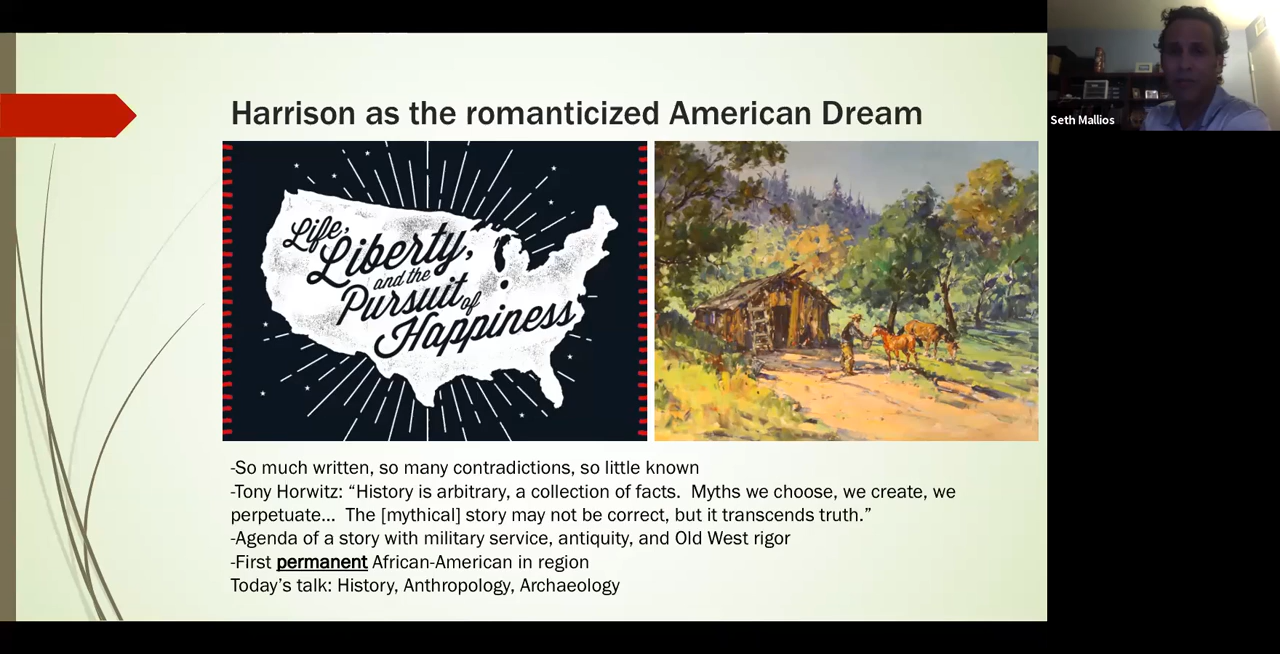 Harrison as the romanticized American Dream
Seth Mallios
Life,
Liberty,
and the
Pursuit of
Happiness
-So much written, so many contradictions, so little known
-Tony Horwitz: “History is arbitrary, a collection of facts.  Myths we choose, we create, we
perpetuate…  The [mythical] story may not be correct, but it transcends truth.”
-Agenda of a story with military service, antiquity, and Old West rigor
-First permanent African-American in region
Today’s talk: History, Anthropology, Archaeology